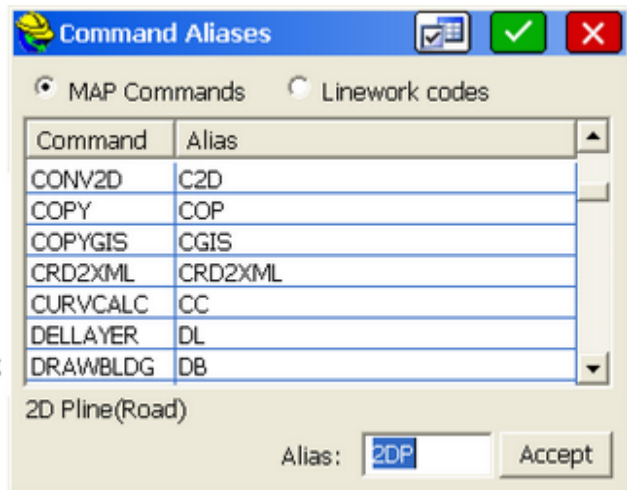 Command Aliases
MAP Commands Linework codes
Command Alias
CONV2D C2D
COPY COP
COPYGIS CGIS
CRD2XML CRD2XML
CURVCALC CC
DELLAYER DL
DRAWBLDG DB
2D Pline(Road)
Alias: 2DP Accept